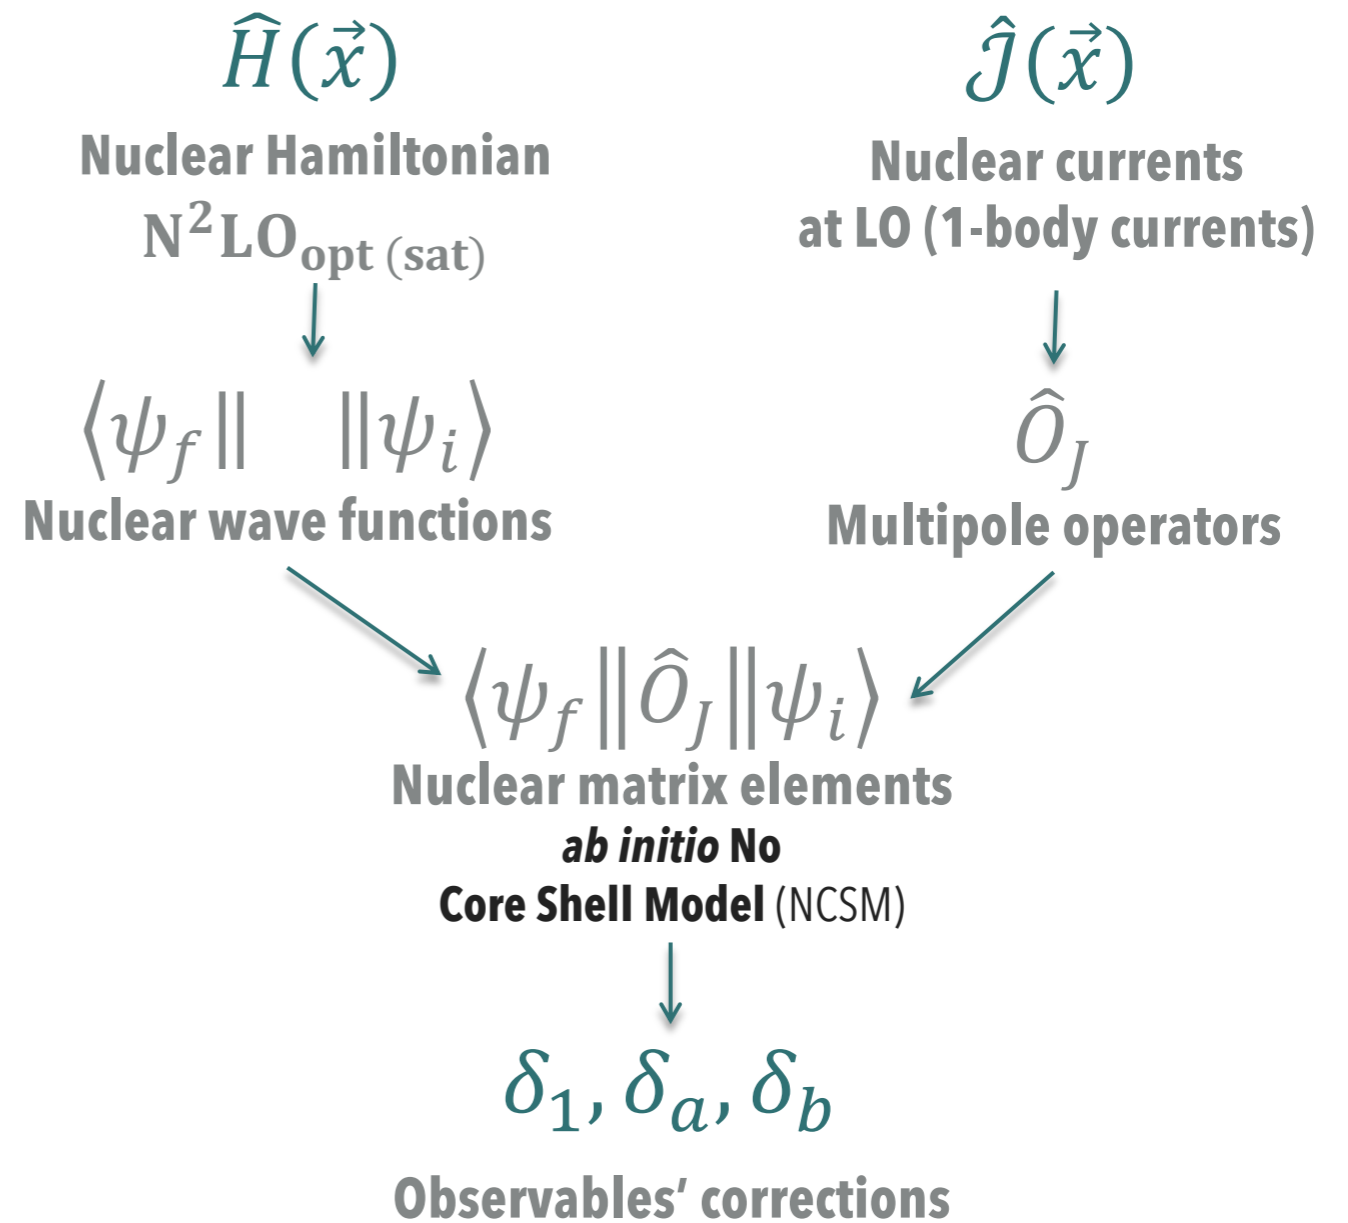 Ĥ(x⃗)
Nuclear Hamiltonian
N²LO_opt (sat)
𝒥̂(x⃗)
Nuclear currents
at LO (1-body currents)
⟨ψ_f‖ ‖ψ_i⟩
Nuclear wave functions
Ô_J
Multipole operators
⟨ψ_f‖Ô_J‖ψ_i⟩
Nuclear matrix elements
ab initio No
Core Shell Model (NCSM)
δ₁, δ_a, δ_b
Observables’ corrections